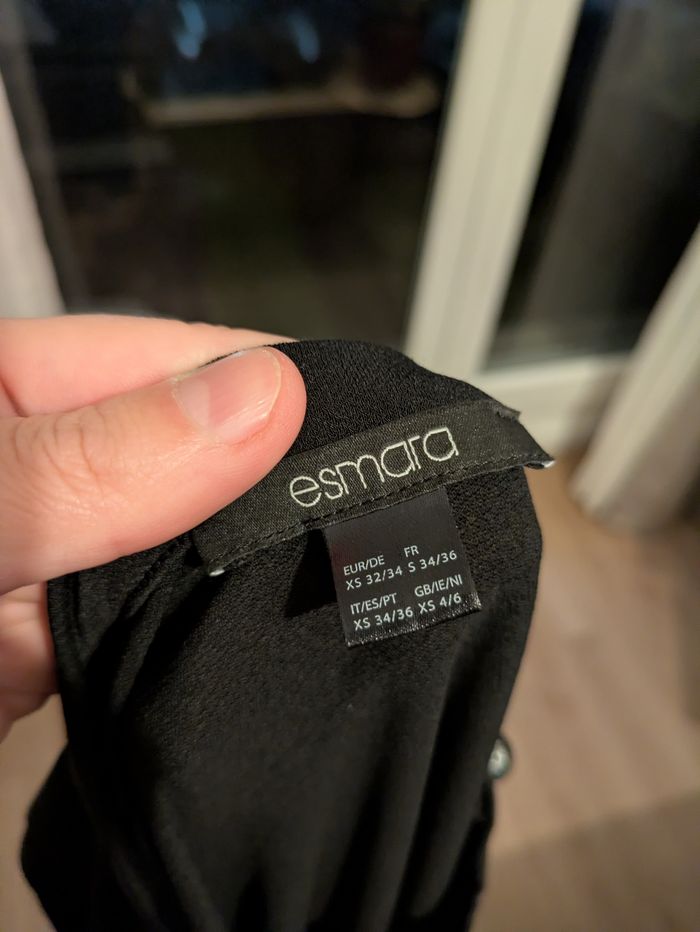 esmara
EUR/DE FR
XS 32/34 S 34/36
IT/ES/PT GB/IE/NI
XS 34/36 XS 4/6